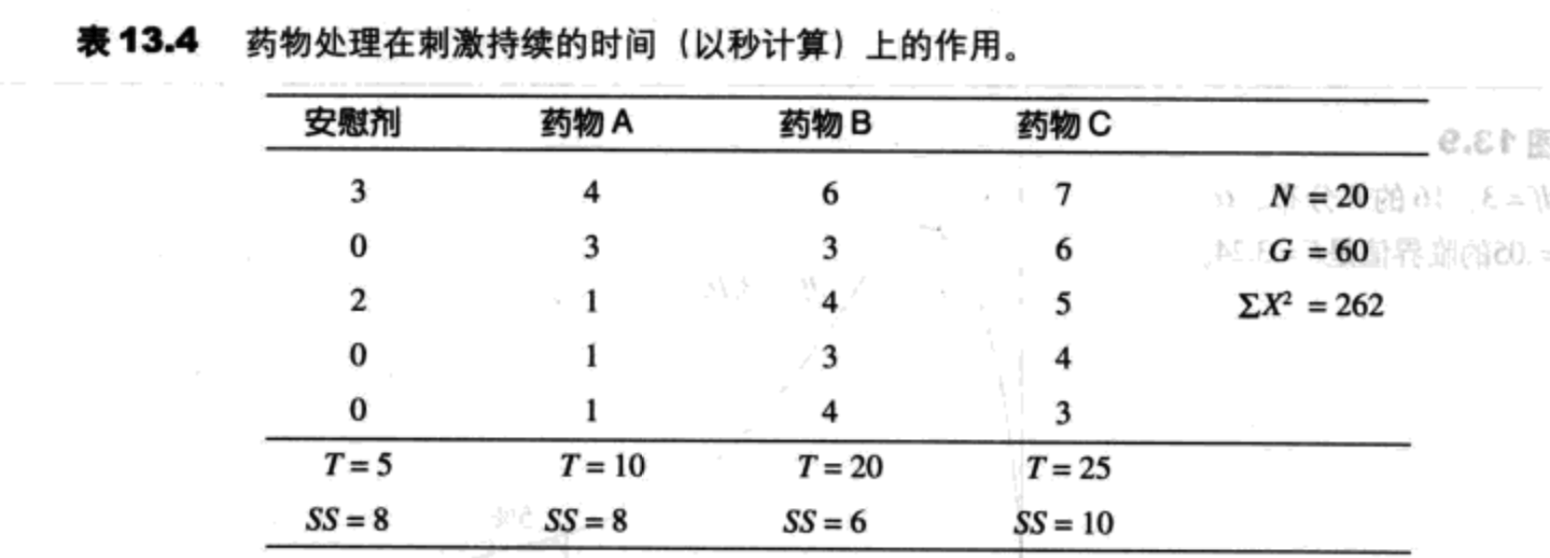 表 13.4 药物处理在刺激持续的时间（以秒计算）上的作用。
安慰剂 药物 A 药物 B 药物 C
3 4 6 7 N = 20
0 3 3 6 G = 60
2 1 4 5 ΣX² = 262
0 1 3 4
0 1 4 3
T = 5 T = 10 T = 20 T = 25
SS = 8 SS = 8 SS = 6 SS = 10